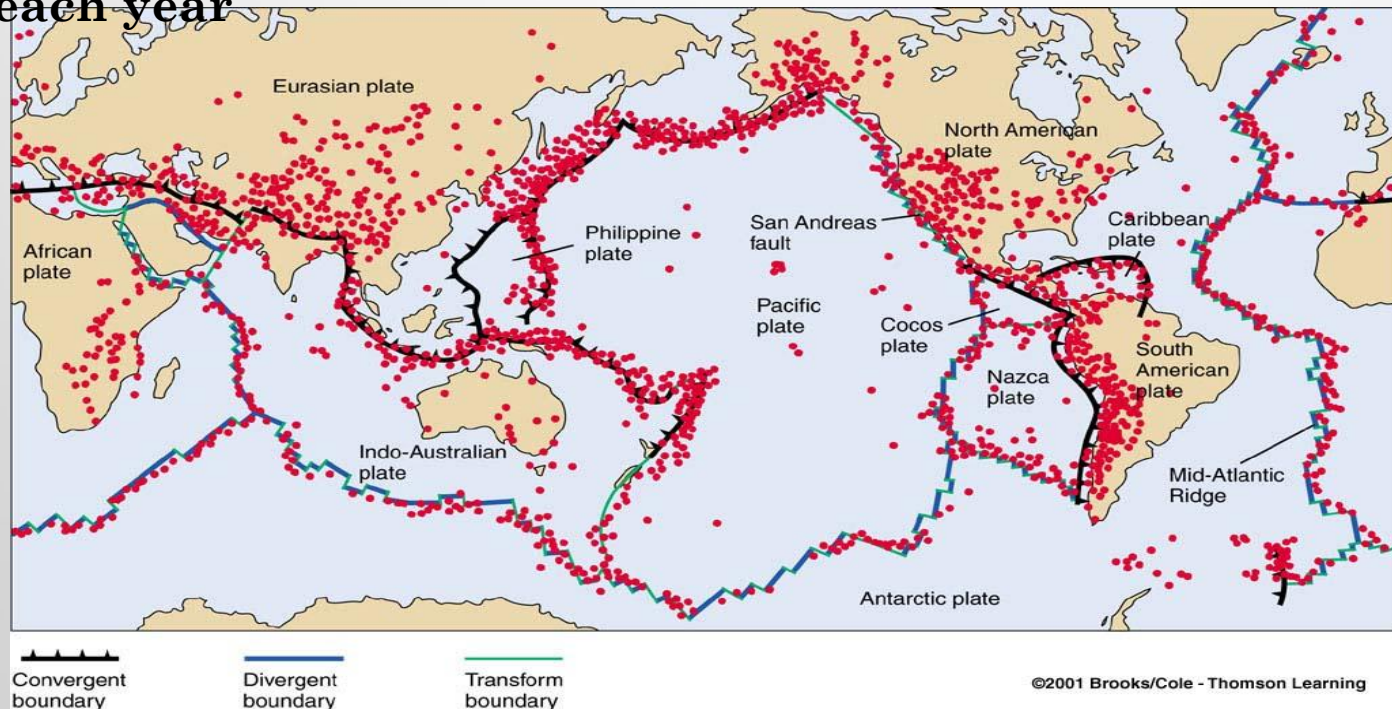 each year
Eurasian plate
North American
plate
San Andreas
fault
Caribbean
plate
Philippine
plate
African
plate
Pacific
plate
Cocos
plate
South
American
plate
Nazca
plate
Indo-Australian
plate
Mid-Atlantic
Ridge
Antarctic plate
Convergent
boundary
Divergent
boundary
Transform
boundary
©2001 Brooks/Cole - Thomson Learning